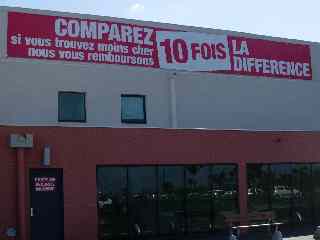 COMPAREZ
si vous trouvez moins cher
nous vous remboursons
10 FOIS
LA
DIFFERENCE